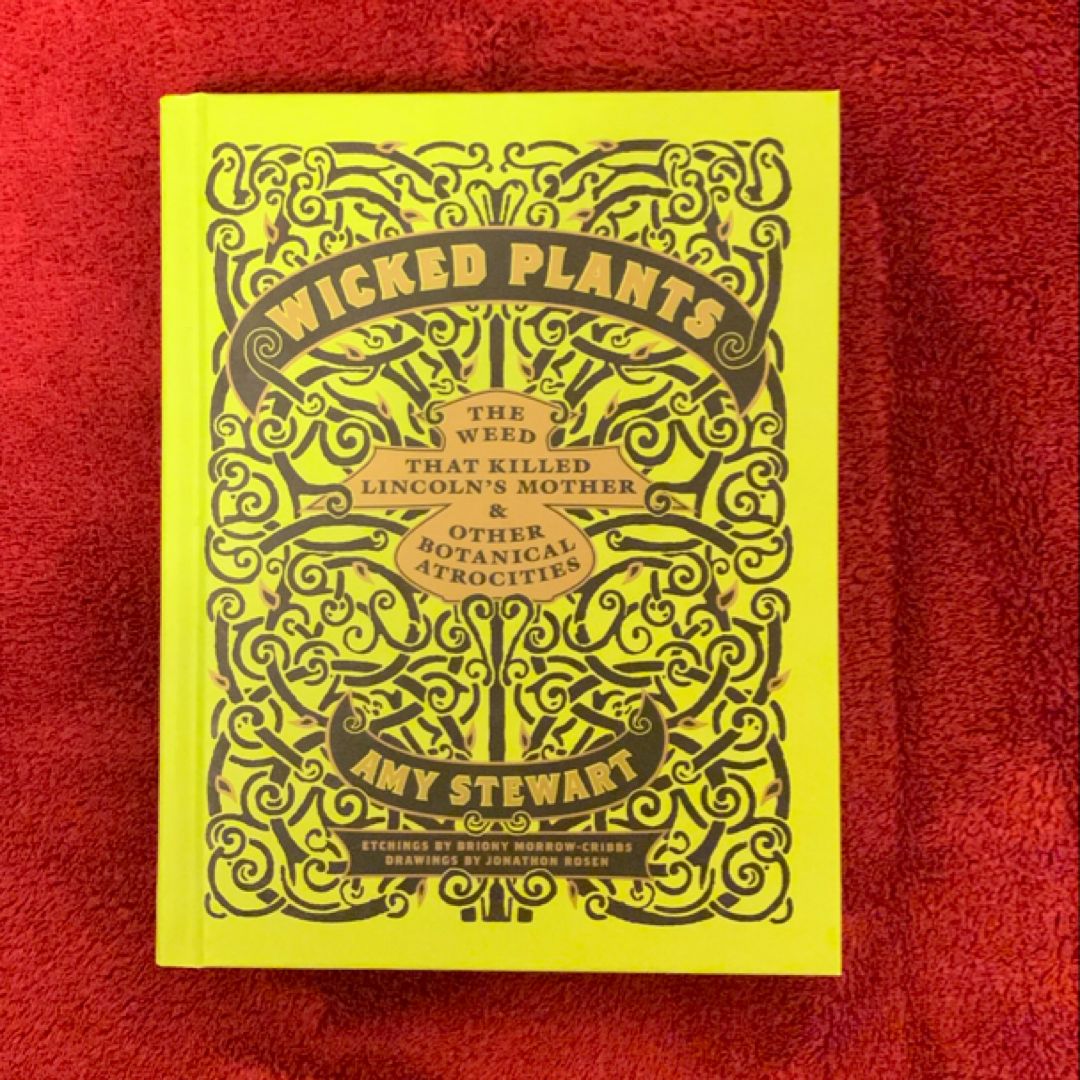 WICKED PLANTS
THE
WEED
THAT KILLED
LINCOLN'S MOTHER
&
OTHER
BOTANICAL
ATROCITIES
AMY STEWART
ETCHINGS BY BRIONY MORROW-CRIBBS
DRAWINGS BY JONATHON ROSEN